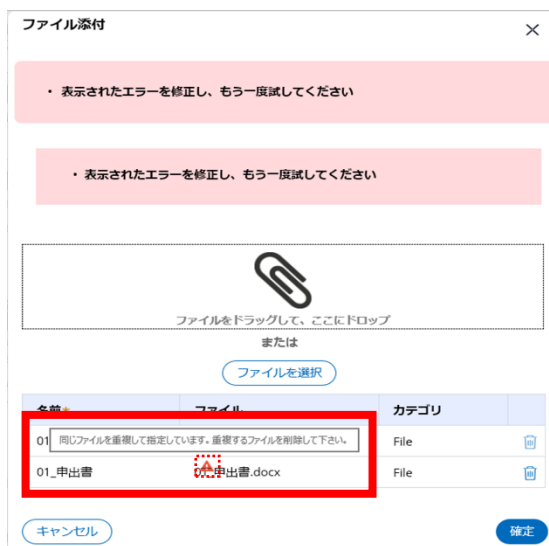 ファイル添付
・ 表示されたエラーを修正し、もう一度試してください
・ 表示されたエラーを修正し、もう一度試してください
ファイルをドラッグして、ここにドロップ
または
ファイルを選択
名前* ファイル カテゴリ
01 同じファイルを重複して指定しています。重複するファイルを削除して下さい。 File
01_申出書 01_申出書.docx File
キャンセル 確定